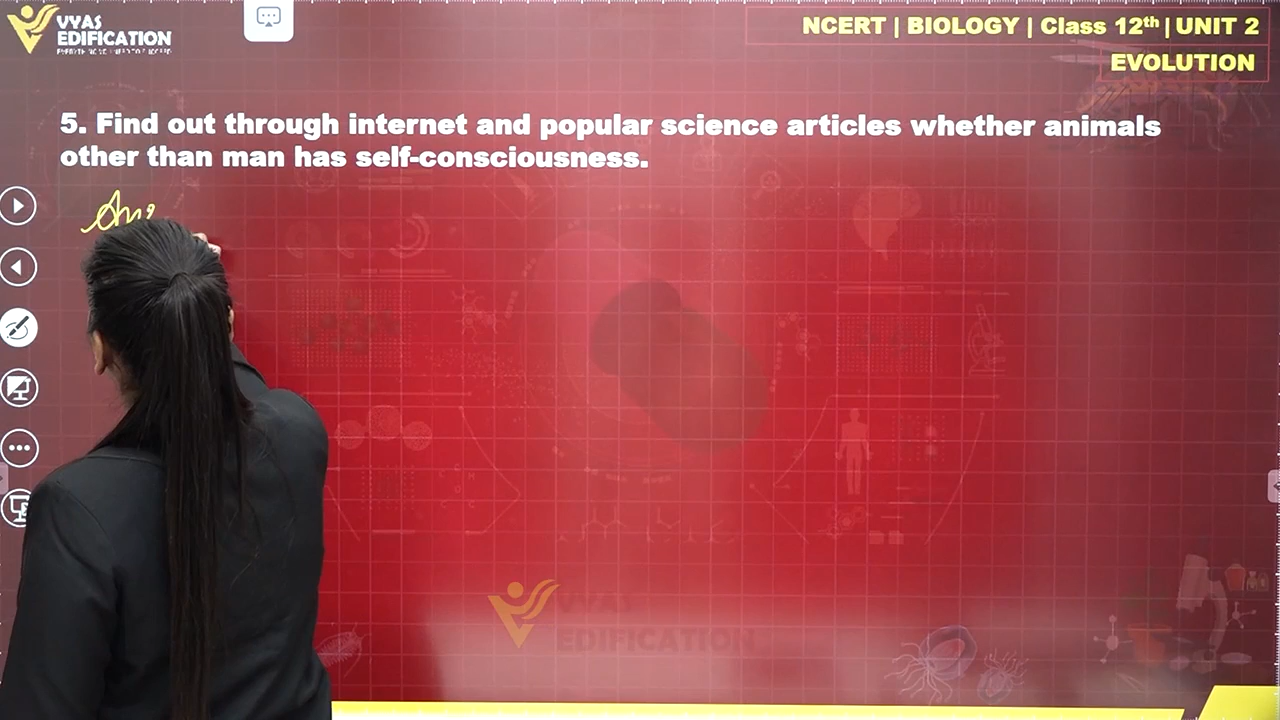 VYAS
EDIFICATION
NCERT | BIOLOGY | Class 12th | UNIT 2
EVOLUTION
5. Find out through internet and popular science articles whether animals
other than man has self-consciousness.
Ans
VYAS
EDIFICATION